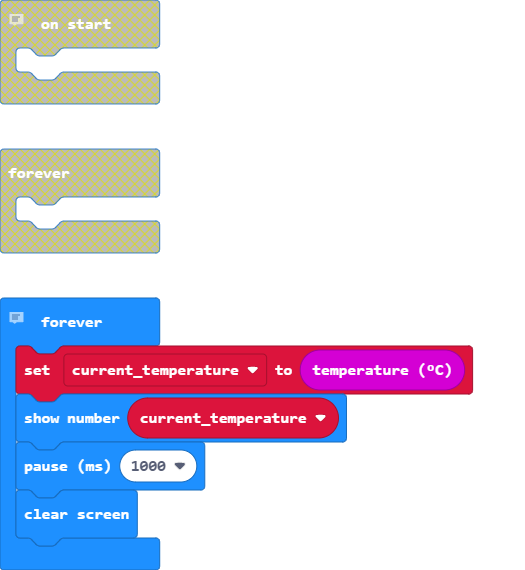 on start
forever
forever
set current_temperature to temperature (ºC)
show number current_temperature
pause (ms) 1000
clear screen